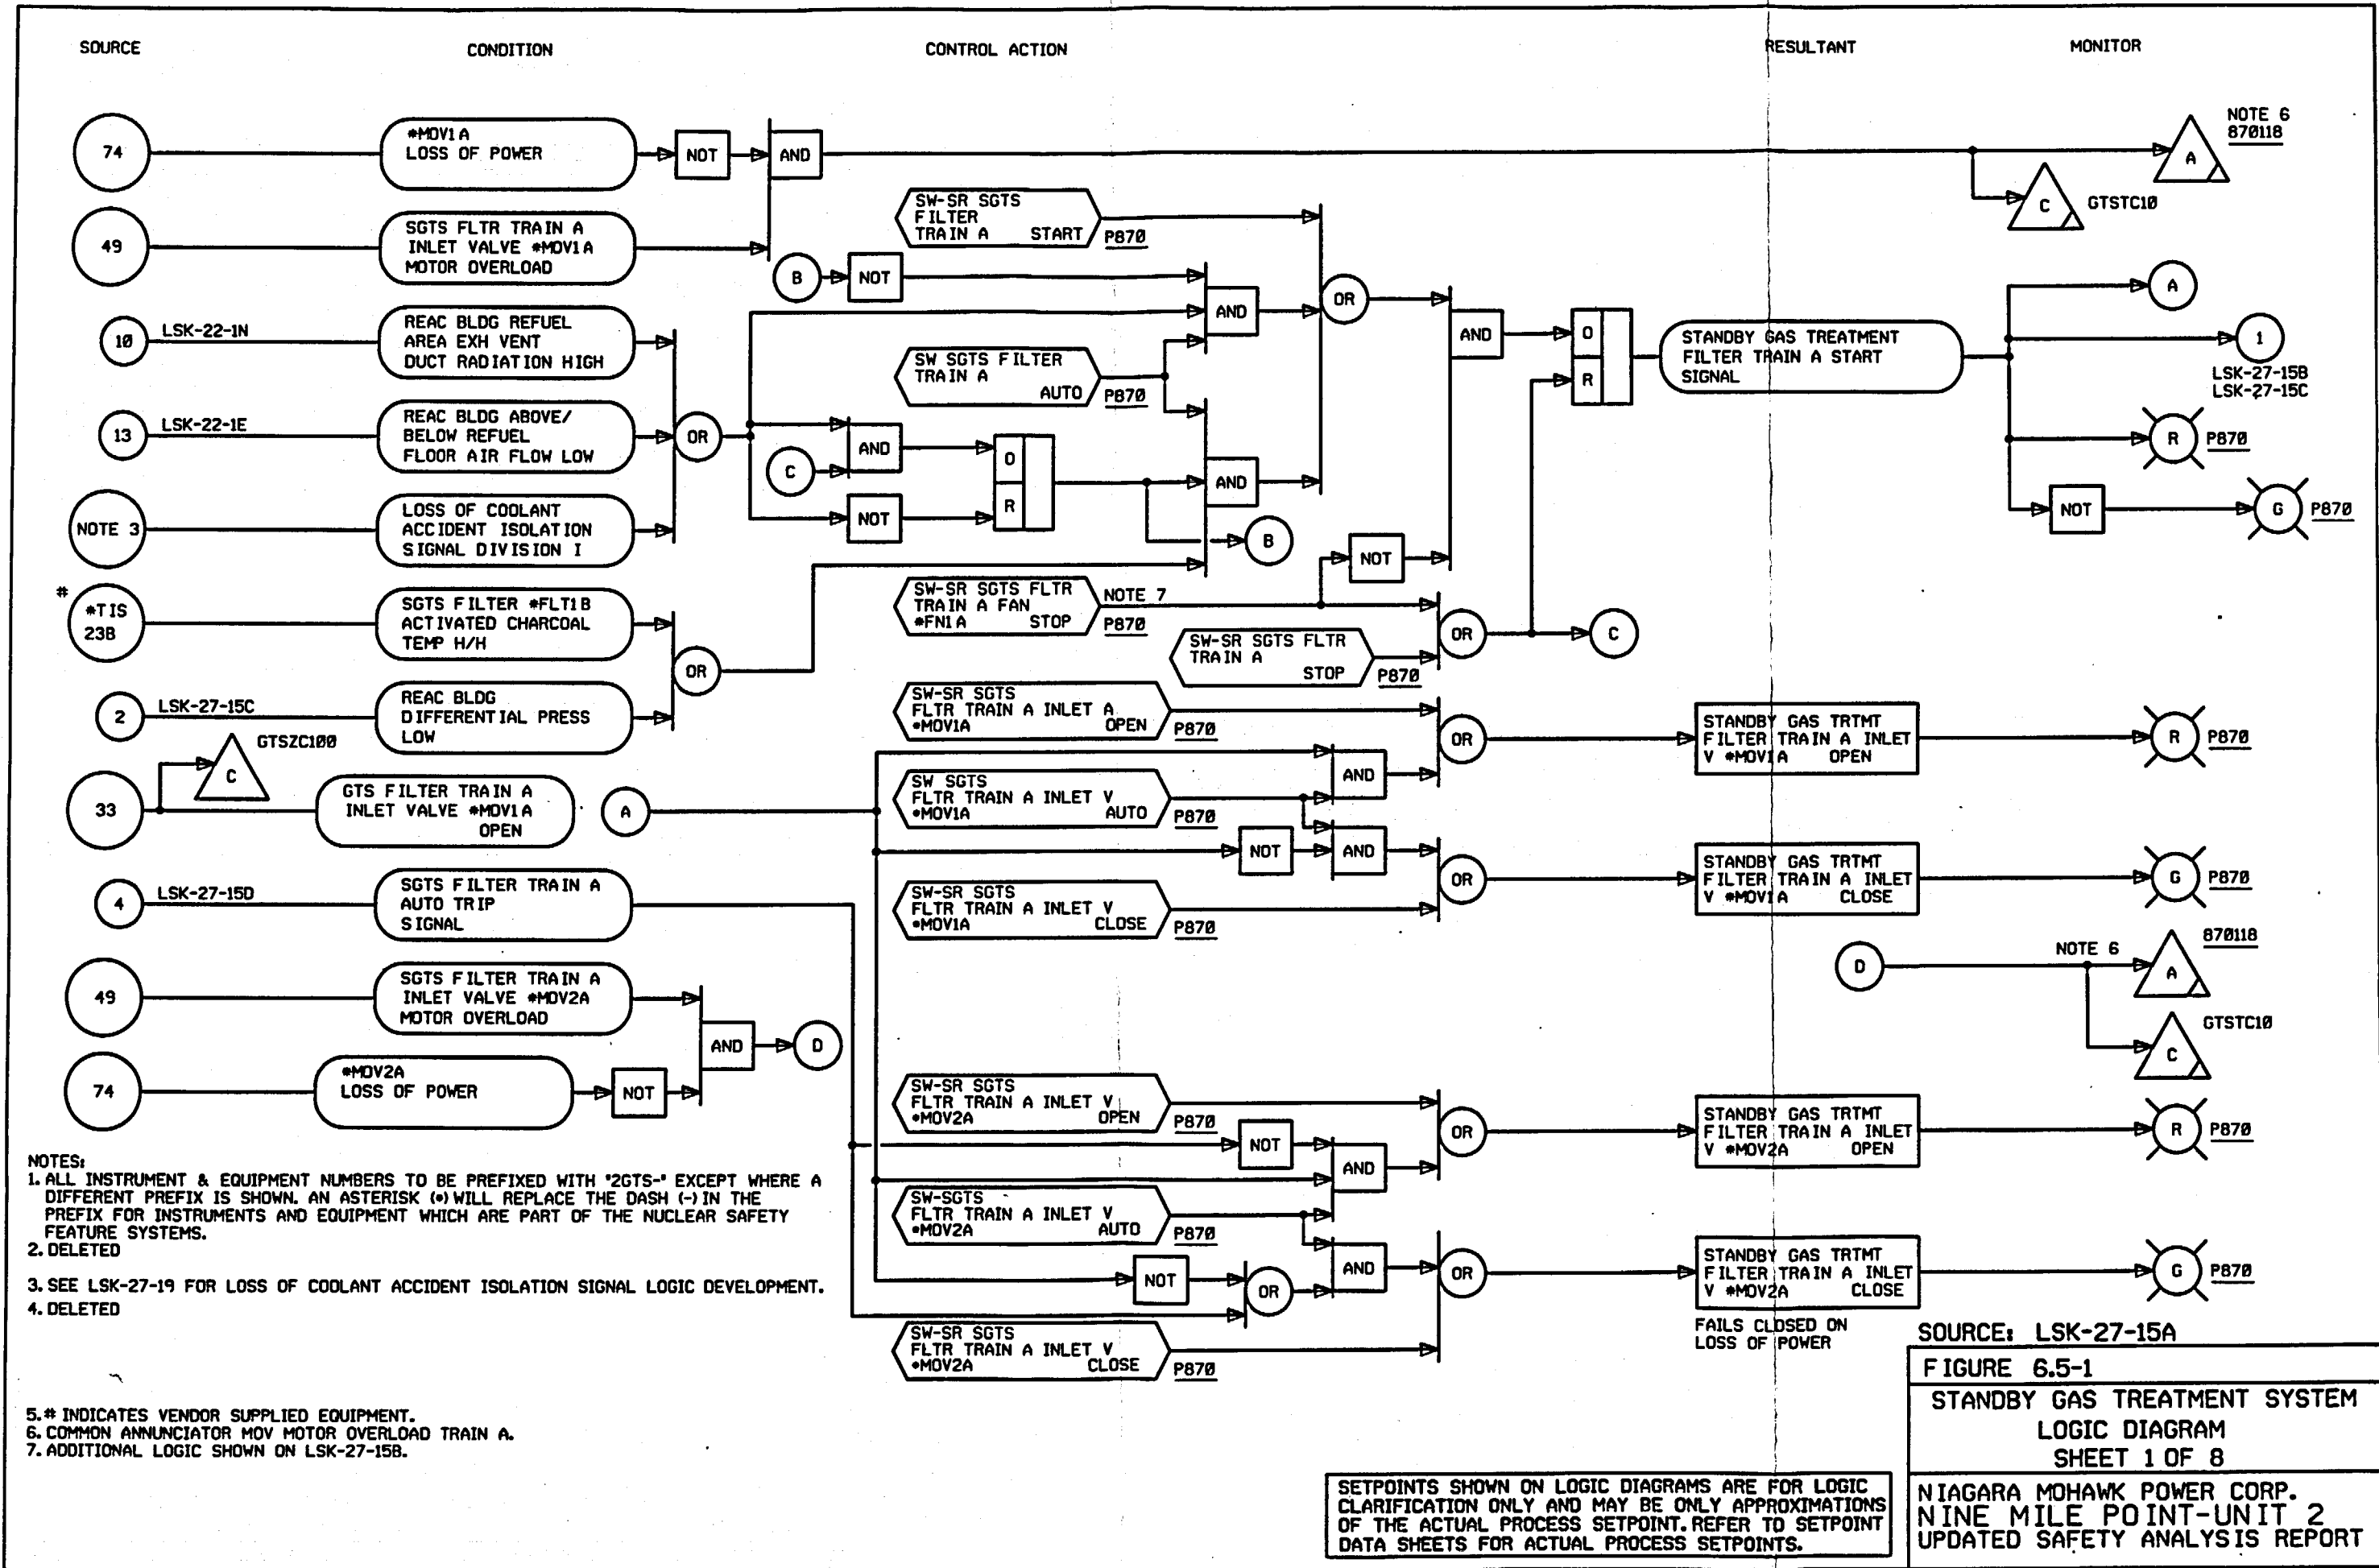 SOURCE
CONDITION
CONTROL ACTION
RESULTANT
MONITOR
74
*MOV1A
LOSS OF POWER
NOT
AND
A
NOTE 6
870118
C
GTSTC10
49
SGTS FLTR TRAIN A
INLET VALVE *MOV1A
MOTOR OVERLOAD
SW-SR SGTS
FILTER
TRAIN A START
P870
B
NOT
AND
OR
AND
10
LSK-22-1N
REAC BLDG REFUEL
AREA EXH VENT
DUCT RADIATION HIGH
SW SGTS FILTER
TRAIN A
AUTO
P870
O
R
STANDBY GAS TREATMENT
FILTER TRAIN A START
SIGNAL
A
1
LSK-27-15B
LSK-27-15C
R
P870
NOT
G
P870
13
LSK-22-1E
REAC BLDG ABOVE/
BELOW REFUEL
FLOOR AIR FLOW LOW
OR
C
AND
NOT
O
R
AND
B
NOTE 3
LOSS OF COOLANT
ACCIDENT ISOLATION
SIGNAL DIVISION I
#
*TIS
23B
SGTS FILTER *FLT1B
ACTIVATED CHARCOAL
TEMP H/H
OR
SW-SR SGTS FLTR
TRAIN A FAN
*FN1A STOP
NOTE 7
P870
NOT
SW-SR SGTS FLTR
TRAIN A
STOP
P870
OR
C
2
LSK-27-15C
REAC BLDG
DIFFERENTIAL PRESS
LOW
SW-SR SGTS
FLTR TRAIN A INLET A
*MOV1A OPEN
P870
OR
STANDBY GAS TRTMT
FILTER TRAIN A INLET
V *MOV1A OPEN
R
P870
C
GTSZC100
33
GTS FILTER TRAIN A
INLET VALVE *MOV1A
OPEN
A
SW SGTS
FLTR TRAIN A INLET V
*MOV1A AUTO
P870
AND
NOT
AND
OR
STANDBY GAS TRTMT
FILTER TRAIN A INLET
V *MOV1A CLOSE
G
P870
4
LSK-27-15D
SGTS FILTER TRAIN A
AUTO TRIP
SIGNAL
SW-SR SGTS
FLTR TRAIN A INLET V
*MOV1A CLOSE
P870
D
NOTE 6
A
870118
C
GTSTC10
49
SGTS FILTER TRAIN A
INLET VALVE *MOV2A
MOTOR OVERLOAD
AND
D
74
*MOV2A
LOSS OF POWER
NOT
SW-SR SGTS
FLTR TRAIN A INLET V
*MOV2A OPEN
P870
NOT
AND
OR
STANDBY GAS TRTMT
FILTER TRAIN A INLET
V *MOV2A OPEN
R
P870
SW-SGTS
FLTR TRAIN A INLET V
*MOV2A AUTO
P870
NOT
OR
AND
OR
STANDBY GAS TRTMT
FILTER TRAIN A INLET
V *MOV2A CLOSE
G
P870
FAILS CLOSED ON
LOSS OF POWER
SW-SR SGTS
FLTR TRAIN A INLET V
*MOV2A CLOSE
P870
NOTES:
1. ALL INSTRUMENT & EQUIPMENT NUMBERS TO BE PREFIXED WITH "2GTS-" EXCEPT WHERE A
DIFFERENT PREFIX IS SHOWN. AN ASTERISK (*) WILL REPLACE THE DASH (-) IN THE
PREFIX FOR INSTRUMENTS AND EQUIPMENT WHICH ARE PART OF THE NUCLEAR SAFETY
FEATURE SYSTEMS.
2. DELETED
3. SEE LSK-27-19 FOR LOSS OF COOLANT ACCIDENT ISOLATION SIGNAL LOGIC DEVELOPMENT.
4. DELETED
5. # INDICATES VENDOR SUPPLIED EQUIPMENT.
6. COMMON ANNUNCIATOR MOV MOTOR OVERLOAD TRAIN A.
7. ADDITIONAL LOGIC SHOWN ON LSK-27-15B.
SETPOINTS SHOWN ON LOGIC DIAGRAMS ARE FOR LOGIC
CLARIFICATION ONLY AND MAY BE ONLY APPROXIMATIONS
OF THE ACTUAL PROCESS SETPOINT. REFER TO SETPOINT
DATA SHEETS FOR ACTUAL PROCESS SETPOINTS.
SOURCE: LSK-27-15A
FIGURE 6.5-1
STANDBY GAS TREATMENT SYSTEM
LOGIC DIAGRAM
SHEET 1 OF 8
NIAGARA MOHAWK POWER CORP.
NINE MILE POINT-UNIT 2
UPDATED SAFETY ANALYSIS REPORT